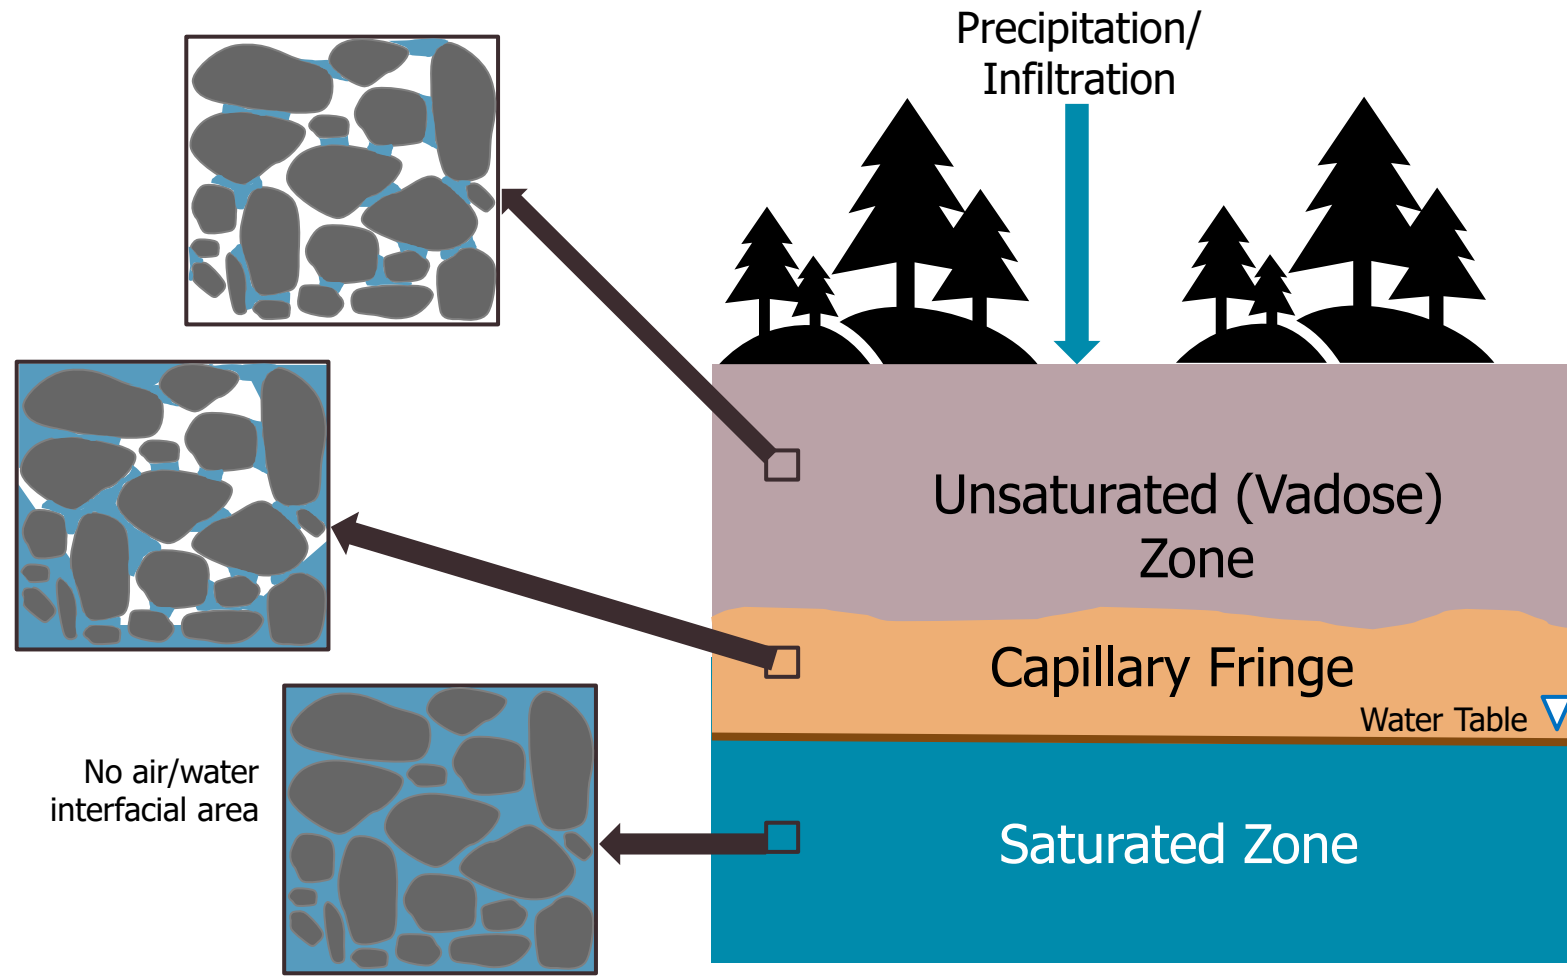 Precipitation/
Infiltration
Unsaturated (Vadose)
Zone
Capillary Fringe
Water Table
No air/water
interfacial area
Saturated Zone